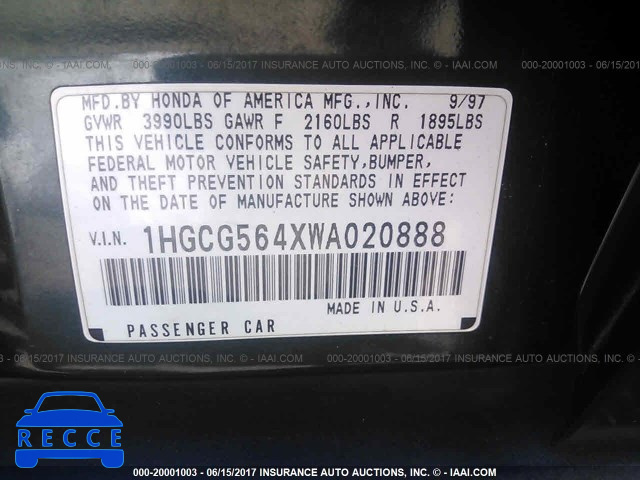 000-20001003 - 06/15/2017 INSURANCE AUTO AUCTIONS INC. © - IAAI.COM
MFD.BY HONDA OF AMERICA MFG.,INC. 9/97
GVWR 3990LBS GAWR F 2160LBS R 1895LBS
THIS VEHICLE CONFORMS TO ALL APPLICABLE
FEDERAL MOTOR VEHICLE SAFETY,BUMPER,
AND THEFT PREVENTION STANDARDS IN EFFECT
ON THE DATE OF MANUFACTURE SHOWN ABOVE:
V.I.N. 1HGCG564XWA020888
MADE IN U.S.A.
PASSENGER CAR
000-20001003 - 06/15/2017 INSURANCE AUTO AUCTIONS INC. © - IAAI.COM
RECCE
000-20001003 - 06/15/2017 INSURANCE AUTO AUCTIONS INC. © - IAAI.COM